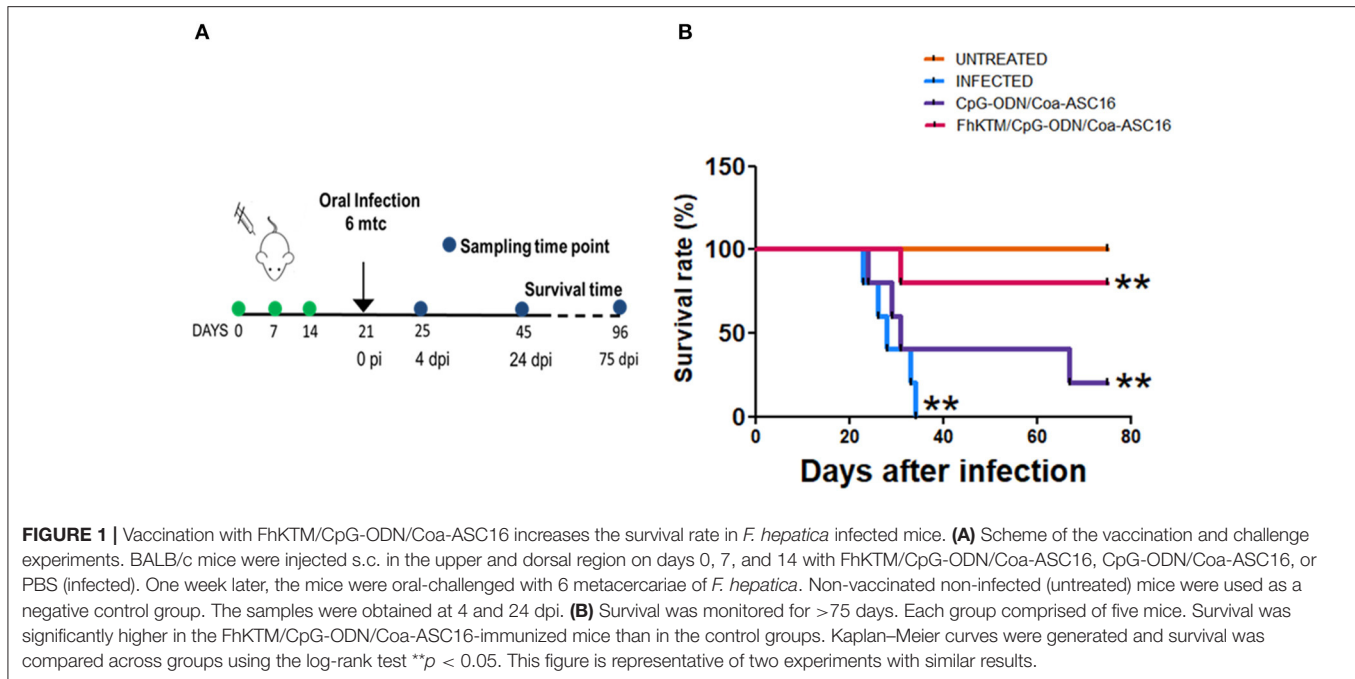 A
B
UNTREATED
INFECTED
CpG-ODN/Coa-ASC16
FhKTM/CpG-ODN/Coa-ASC16
Oral Infection
6 mtc
Sampling time point
Survival time
DAYS 0 7 14 21 25 45 96
0 pi 4 dpi 24 dpi 75 dpi
Survival rate (%)
150
100
50
0
**
**
**
0 20 40 60 80
Days after infection
FIGURE 1 | Vaccination with FhKTM/CpG-ODN/Coa-ASC16 increases the survival rate in F. hepatica infected mice. (A) Scheme of the vaccination and challenge
experiments. BALB/c mice were injected s.c. in the upper and dorsal region on days 0, 7, and 14 with FhKTM/CpG-ODN/Coa-ASC16, CpG-ODN/Coa-ASC16, or
PBS (infected). One week later, the mice were oral-challenged with 6 metacercariae of F. hepatica. Non-vaccinated non-infected (untreated) mice were used as a
negative control group. The samples were obtained at 4 and 24 dpi. (B) Survival was monitored for >75 days. Each group comprised of five mice. Survival was
significantly higher in the FhKTM/CpG-ODN/Coa-ASC16-immunized mice than in the control groups. Kaplan–Meier curves were generated and survival was
compared across groups using the log-rank test **p < 0.05. This figure is representative of two experiments with similar results.